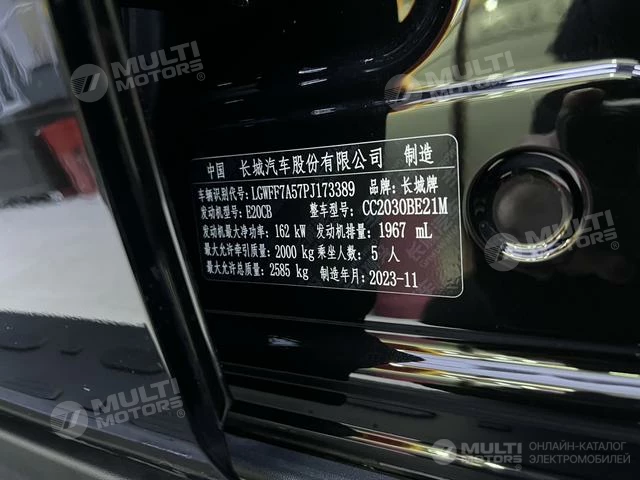 MULTI
MOTORS®
MULTI
MOTORS®
中国 长城汽车股份有限公司 制造
车辆识别代号: LGWFF7A57PJ173389 品牌: 长城牌
发动机型号: E20CB 整车型号: CC2030BE21M
发动机最大净功率: 162 kW 发动机排量: 1967 mL
最大允许牵引质量: 2000 kg 乘坐人数: 5 人
最大允许总质量: 2585 kg 制造年月: 2023-11
MULTI
MOTORS®
MULTI
MOTORS®
MULTI
MOTORS
ОНЛАЙН-КАТАЛОГ
ЭЛЕКТРОМОБИЛЕЙ